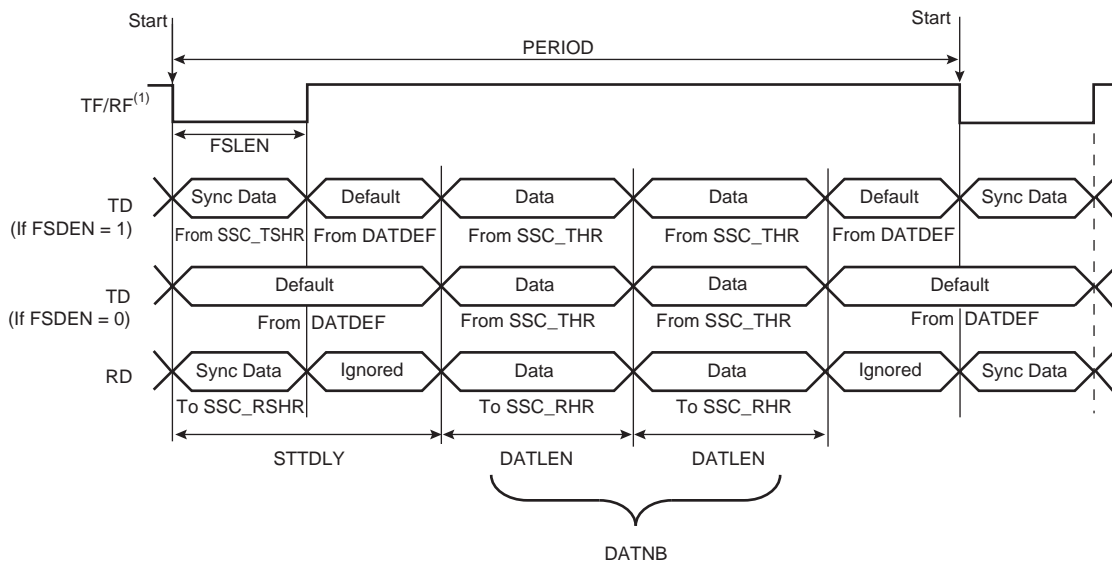 Start
Start
PERIOD
TF/RF(1)
FSLEN
TD
(If FSDEN = 1)
Sync Data
Default
Data
Data
Default
Sync Data
From SSC_TSHR
From DATDEF
From SSC_THR
From SSC_THR
From DATDEF
TD
(If FSDEN = 0)
Default
Data
Data
Default
From DATDEF
From SSC_THR
From SSC_THR
From DATDEF
RD
Sync Data
Ignored
Data
Data
Ignored
Sync Data
To SSC_RSHR
To SSC_RHR
To SSC_RHR
STTDLY
DATLEN
DATLEN
DATNB